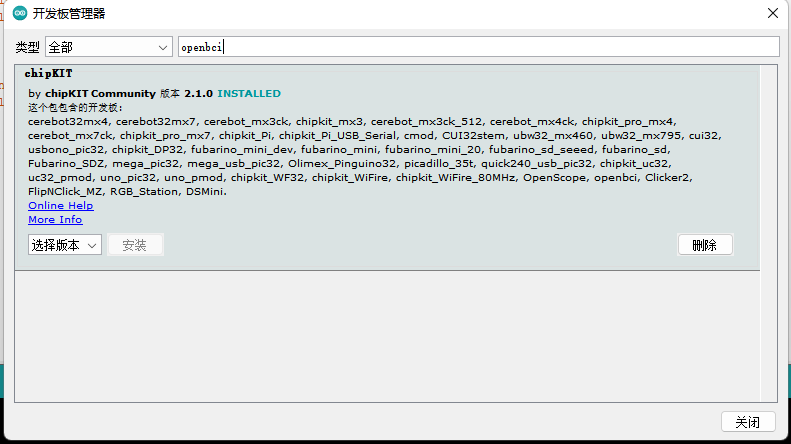 开发板管理器
类型 全部 openbci
chipKIT
by chipKIT Community 版本 2.1.0 INSTALLED
这个包包含的开发板:
cerebot32mx4, cerebot32mx7, cerebot_mx3ck, chipkit_mx3, cerebot_mx3ck_512, cerebot_mx4ck, chipkit_pro_mx4,
cerebot_mx7ck, chipkit_pro_mx7, chipkit_Pi, chipkit_Pi_USB_Serial, cmod, CUI32stem, ubw32_mx460, ubw32_mx795, cui32,
usbono_pic32, chipkit_DP32, fubarino_mini_dev, fubarino_mini, fubarino_mini_20, fubarino_sd_seeed, fubarino_sd,
Fubarino_SDZ, mega_pic32, mega_usb_pic32, Olimex_Pinguino32, picadillo_35t, quick240_usb_pic32, chipkit_uc32,
uc32_pmod, uno_pic32, uno_pmod, chipkit_WF32, chipkit_WiFire, chipkit_WiFire_80MHz, OpenScope, openbci, Clicker2,
FlipNClick_MZ, RGB_Station, DSMini.
Online Help
More Info
选择版本 安装 删除
关闭